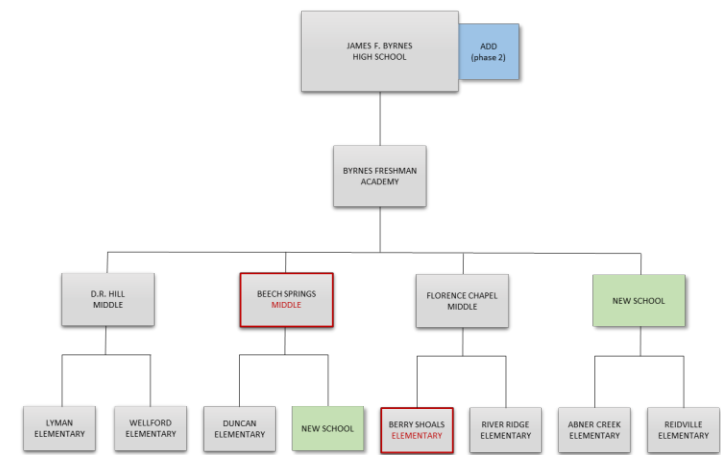 JAMES F. BYRNES
HIGH SCHOOL
ADD
(phase 2)
BYRNES FRESHMAN
ACADEMY
D.R. HILL
MIDDLE
BEECH SPRINGS
MIDDLE
FLORENCE CHAPEL
MIDDLE
NEW SCHOOL
LYMAN
ELEMENTARY
WELLFORD
ELEMENTARY
DUNCAN
ELEMENTARY
NEW SCHOOL
BERRY SHOALS
ELEMENTARY
RIVER RIDGE
ELEMENTARY
ABNER CREEK
ELEMENTARY
REIDVILLE
ELEMENTARY